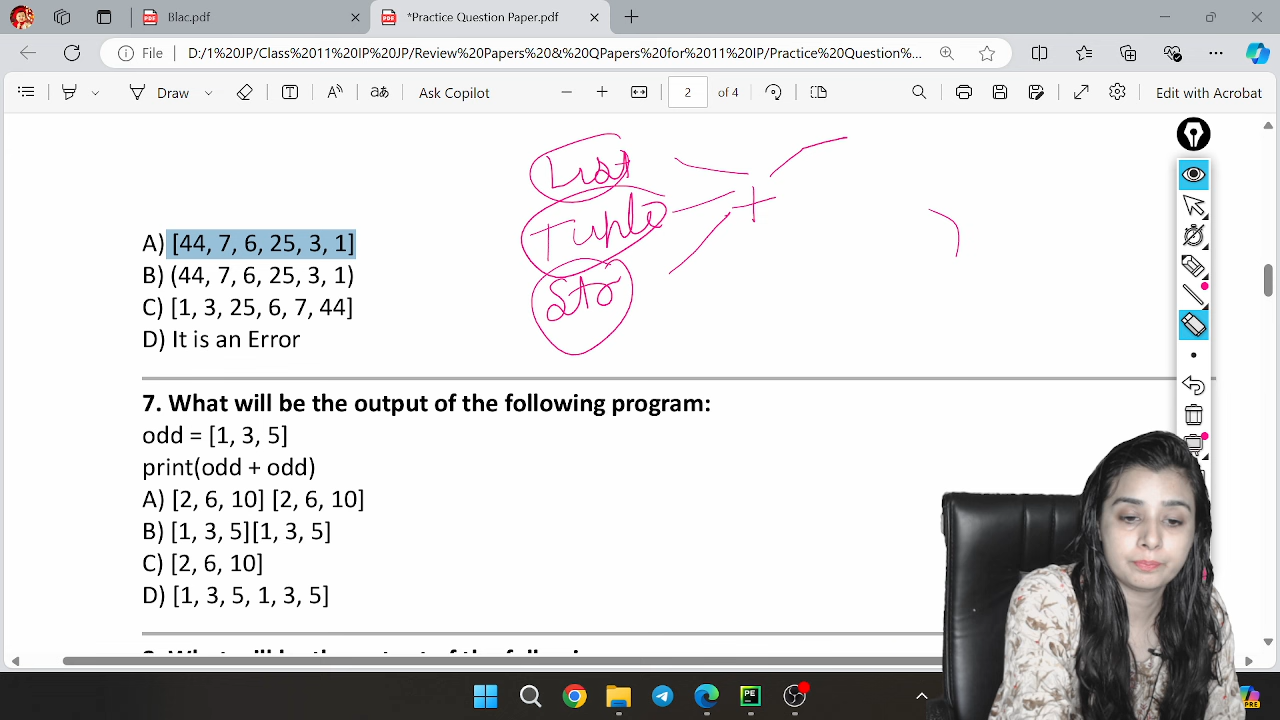 Blac.pdf
*Practice Question Paper.pdf
File
D:/1%20JP/Class%2011%20IP%20JP/Review%20Papers%20&%20QPapers%20for%2011%20IP/Practice%20Question%...
Draw
Ask Copilot
2
of 4
Edit with Acrobat
List
Tuple
Str
+
A) [44, 7, 6, 25, 3, 1]
B) (44, 7, 6, 25, 3, 1)
C) [1, 3, 25, 6, 7, 44]
D) It is an Error
7. What will be the output of the following program:
odd = [1, 3, 5]
print(odd + odd)
A) [2, 6, 10] [2, 6, 10]
B) [1, 3, 5][1, 3, 5]
C) [2, 6, 10]
D) [1, 3, 5, 1, 3, 5]